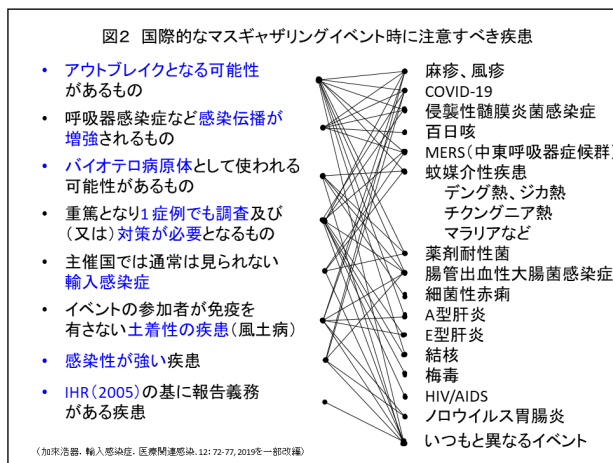 図2 国際的なマスギャザリングイベント時に注意すべき疾患
• アウトブレイクとなる可能性
があるもの
• 呼吸器感染症など感染伝播が
増強されるもの
• バイオテロ病原体として使われる
可能性があるもの
• 重篤となり1症例でも調査及び
(又は)対策が必要となるもの
• 主催国では通常は見られない
輸入感染症
• イベントの参加者が免疫を
有さない土着性の疾患(風土病)
• 感染性が強い疾患
• IHR(2005)の基に報告義務
がある疾患
麻疹、風疹
COVID-19
侵襲性髄膜炎菌感染症
百日咳
MERS(中東呼吸器症候群)
蚊媒介性疾患
デング熱、ジカ熱
チクングニア熱
マラリアなど
薬剤耐性菌
腸管出血性大腸菌感染症
細菌性赤痢
A型肝炎
E型肝炎
結核
梅毒
HIV/AIDS
ノロウイルス胃腸炎
いつもと異なるイベント
(加來浩器. 輸入感染症. 医療関連感染. 12: 72-77, 2019を一部改編)